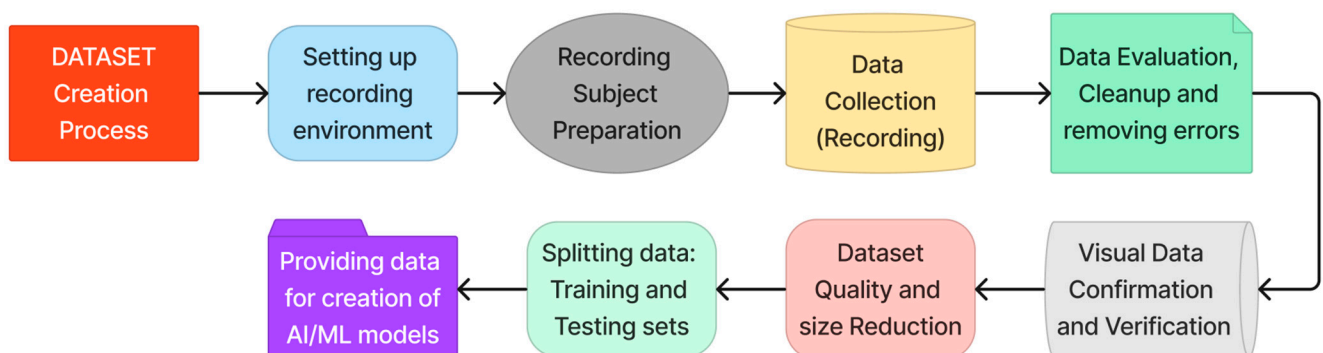 DATASET
Creation
Process
Setting up
recording
environment
Recording
Subject
Preparation
Data
Collection
(Recording)
Data Evaluation,
Cleanup and
removing errors
Visual Data
Confirmation
and Verification
Dataset
Quality and
size Reduction
Splitting data:
Training and
Testing sets
Providing data
for creation of
AI/ML models